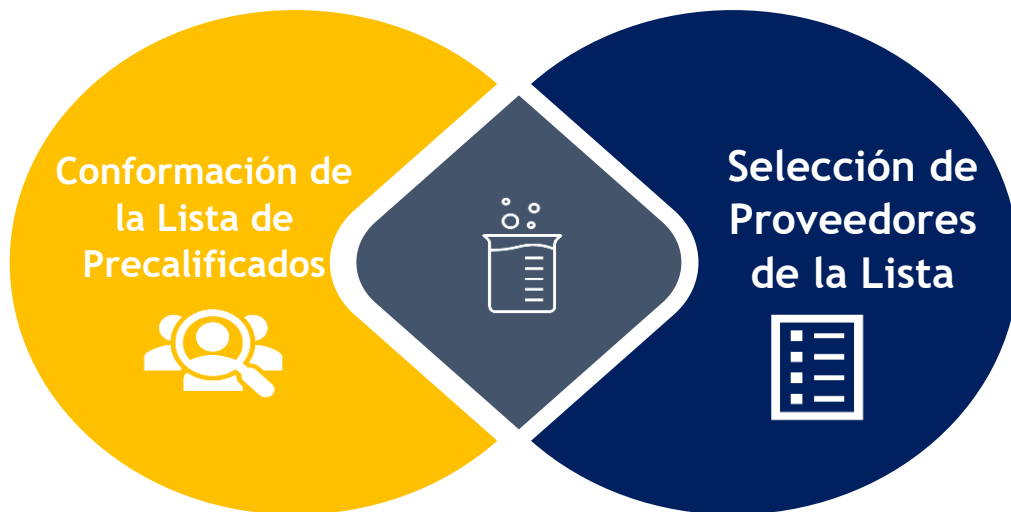 Conformación de
la Lista de
Precalificados
Selección de
Proveedores
de la Lista